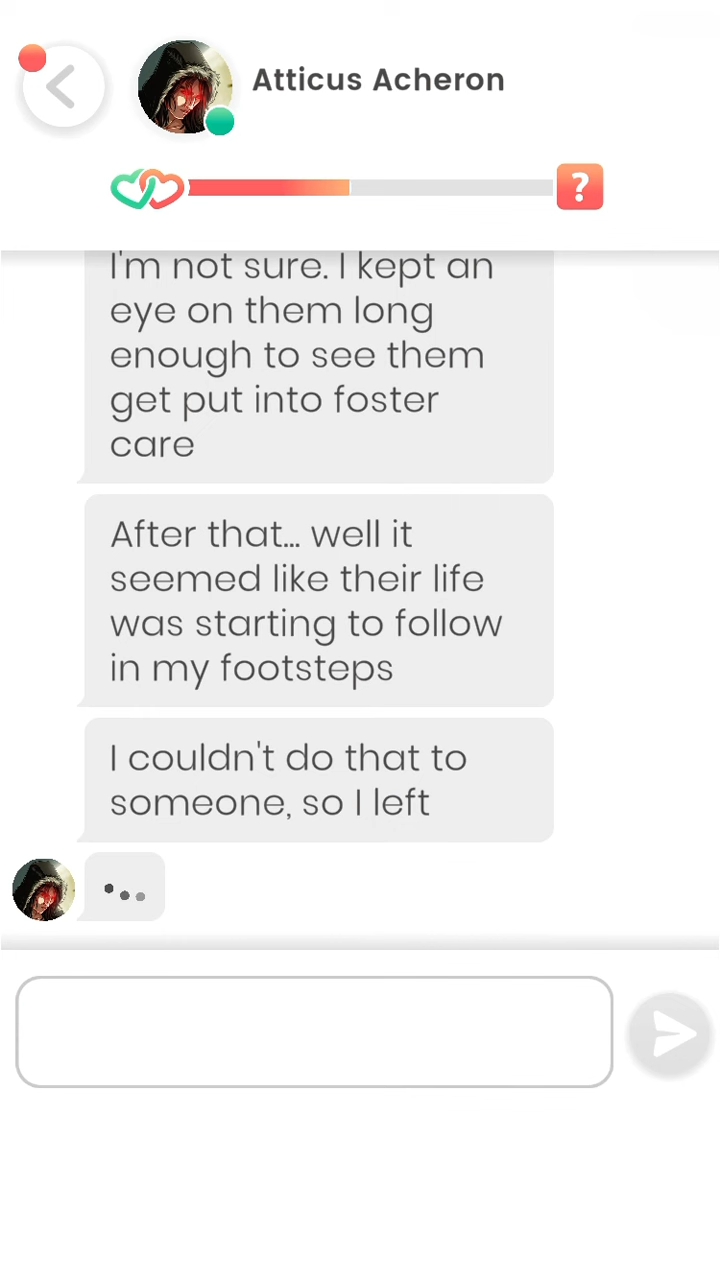 Atticus Acheron
?
I'm not sure. I kept an
eye on them long
enough to see them
get put into foster
care
After that... well it
seemed like their life
was starting to follow
in my footsteps
I couldn't do that to
someone, so I left